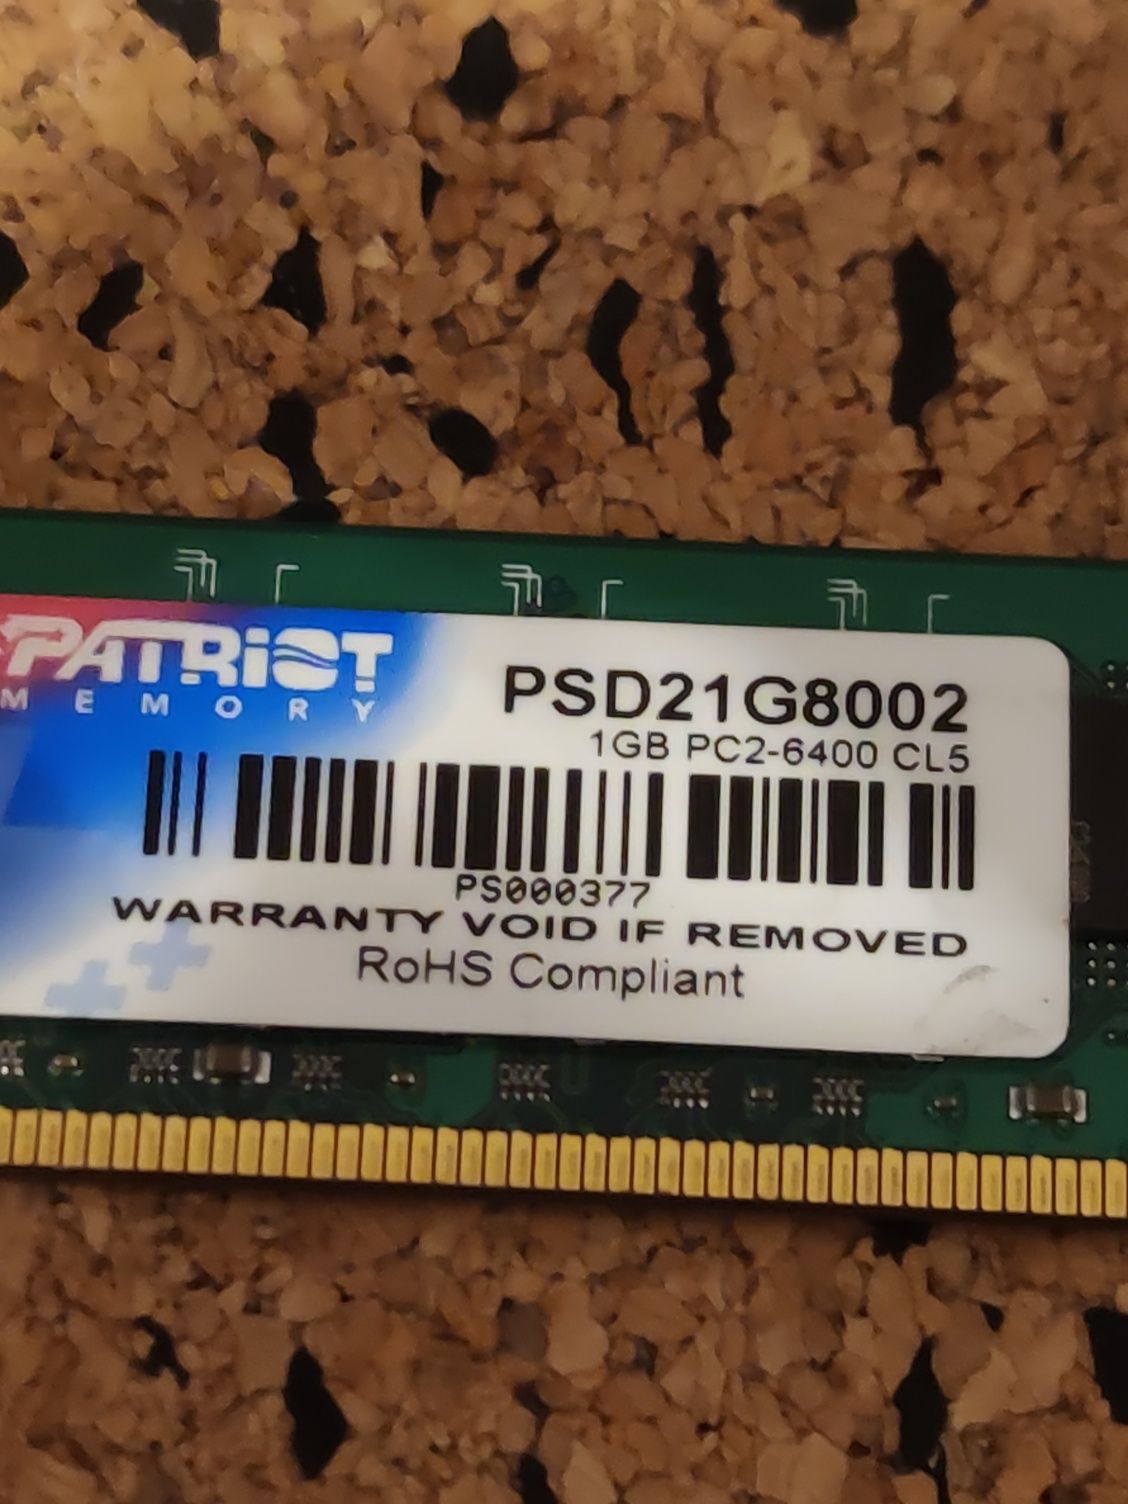 PATRIOT
MEMORY
PSD21G8002
1GB PC2-6400 CL5
PS000377
WARRANTY VOID IF REMOVED
RoHS Compliant